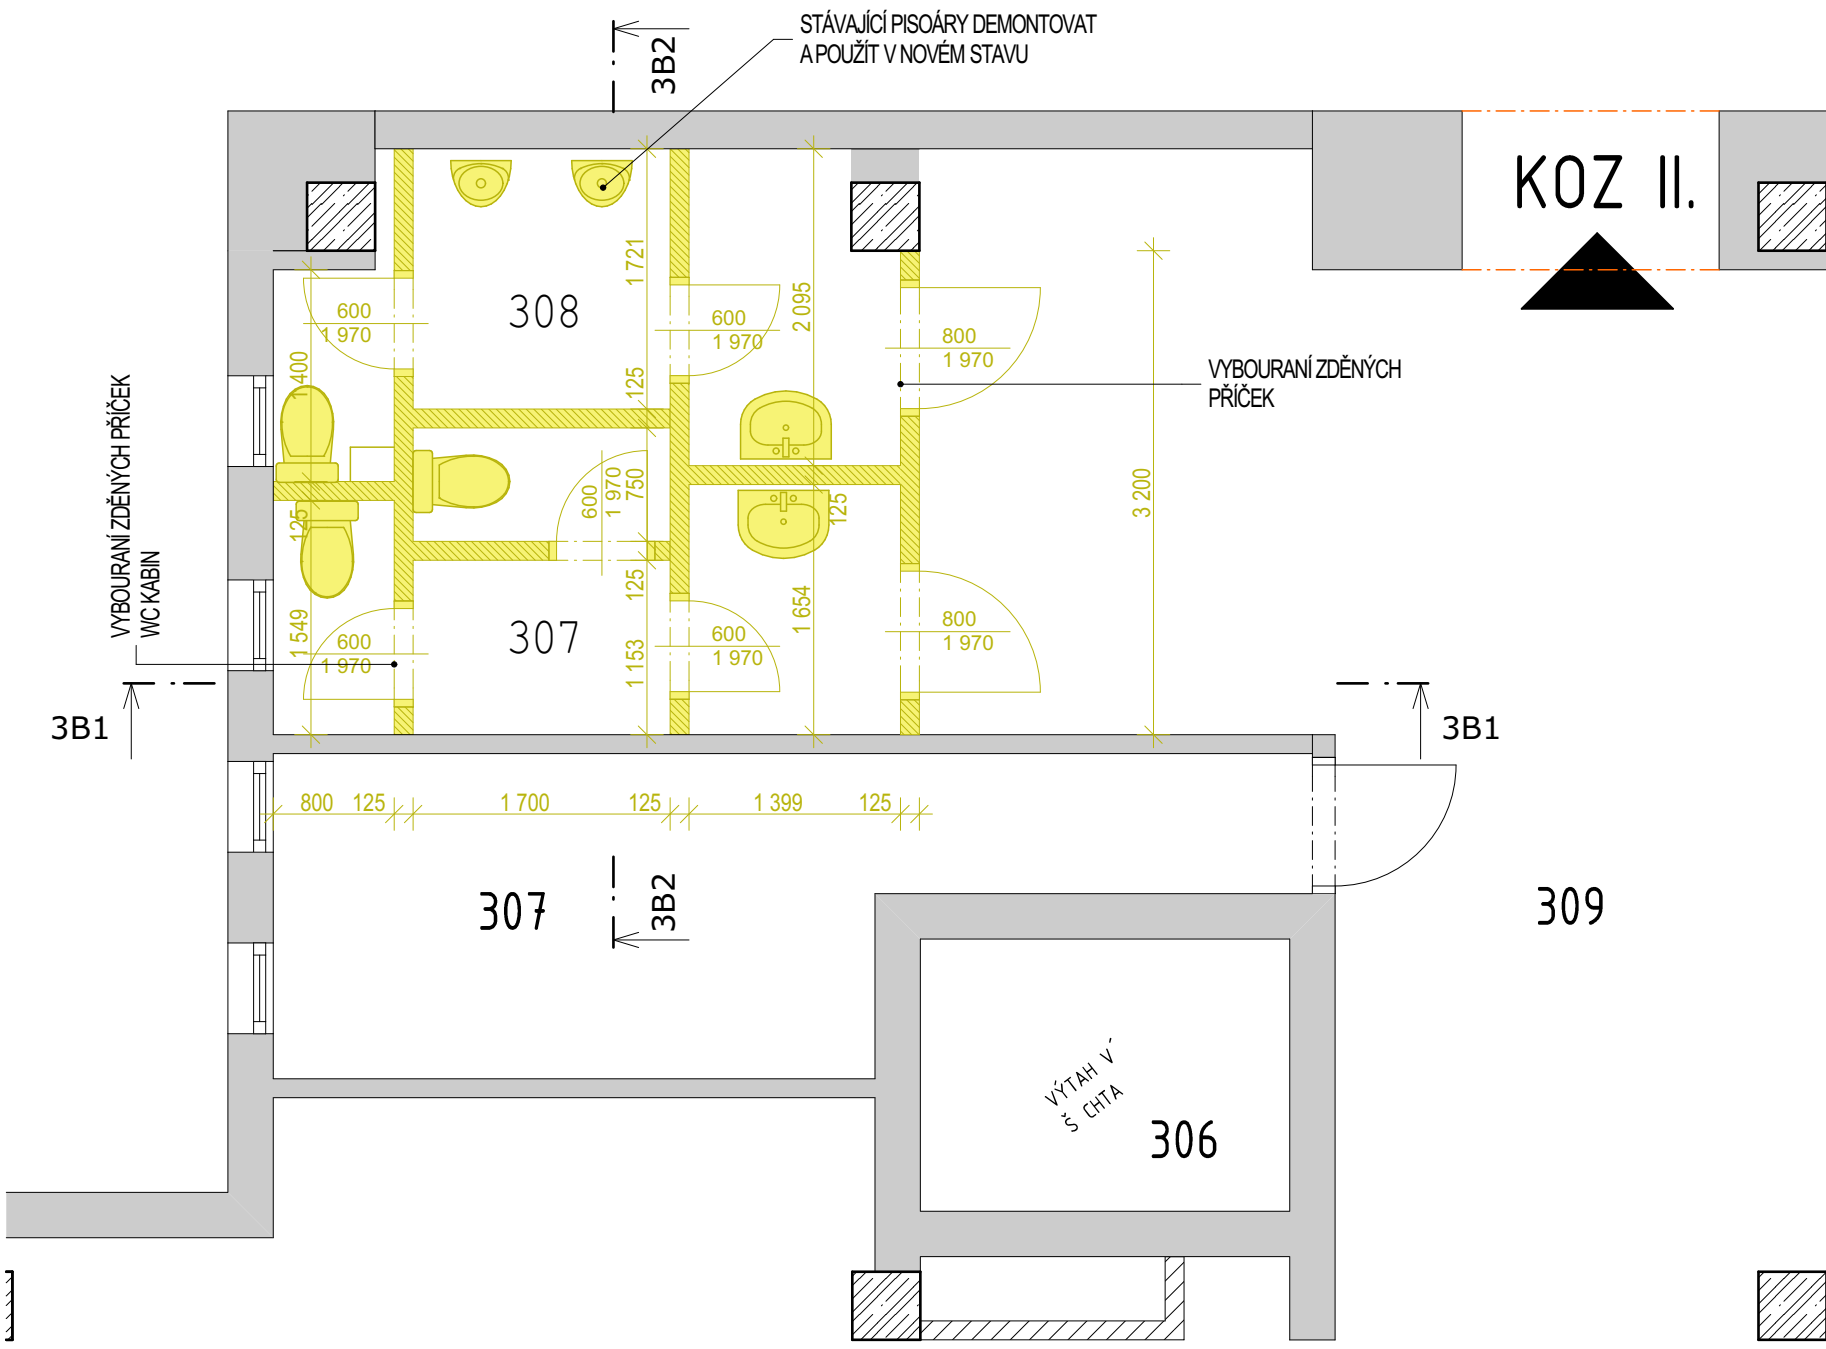 STÁVAJÍCÍ PISOÁRY DEMONTOVAT
A POUŽÍT V NOVÉM STAVU
3B2
KOZ II.
308
600
1 970
1 721
600
1 970
2 095
800
1 970
VYBOURANÍ ZDĚNÝCH
PŘÍČEK
1 400
125
VYBOURANÍ ZDĚNÝCH PŘÍČEK
WC KABIN
125
600
1 970
750
125
3 200
1 549
600
1 970
307
125
1 153
600
1 970
1 654
800
1 970
3B1
3B1
800
125
1 700
125
1 399
125
307
3B2
309
VÝTAH V
Š CHTA
306